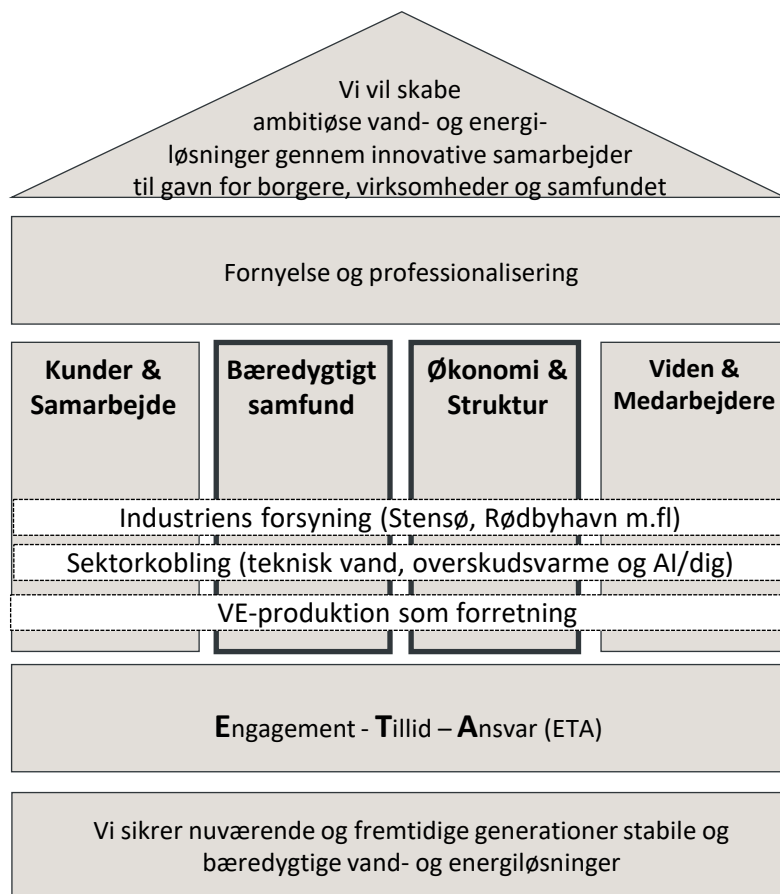 Vi vil skabe
ambitiøse vand- og energi-
løsninger gennem innovative samarbejder
til gavn for borgere, virksomheder og samfundet
Fornyelse og professionalisering
Kunder &
Samarbejde
Bæredygtigt
samfund
Økonomi &
Struktur
Viden &
Medarbejdere
Industriens forsyning (Stensø, Rødbyhavn m.fl)
Sektorkobling (teknisk vand, overskudsvarme og AI/dig)
VE-produktion som forretning
Engagement - Tillid – Ansvar (ETA)
Vi sikrer nuværende og fremtidige generationer stabile og
bæredygtige vand- og energiløsninger